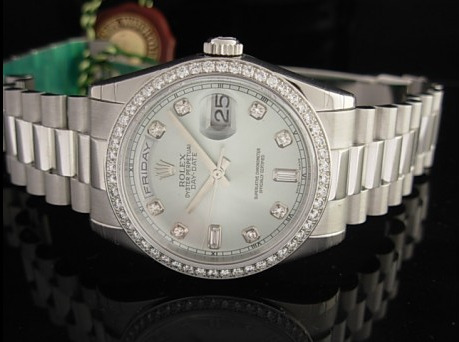 FRIDAY
ROLEX
OYSTER PERPETUAL
DAY-DATE
25
SUPERLATIVE CHRONOMETER
OFFICIALLY CERTIFIED